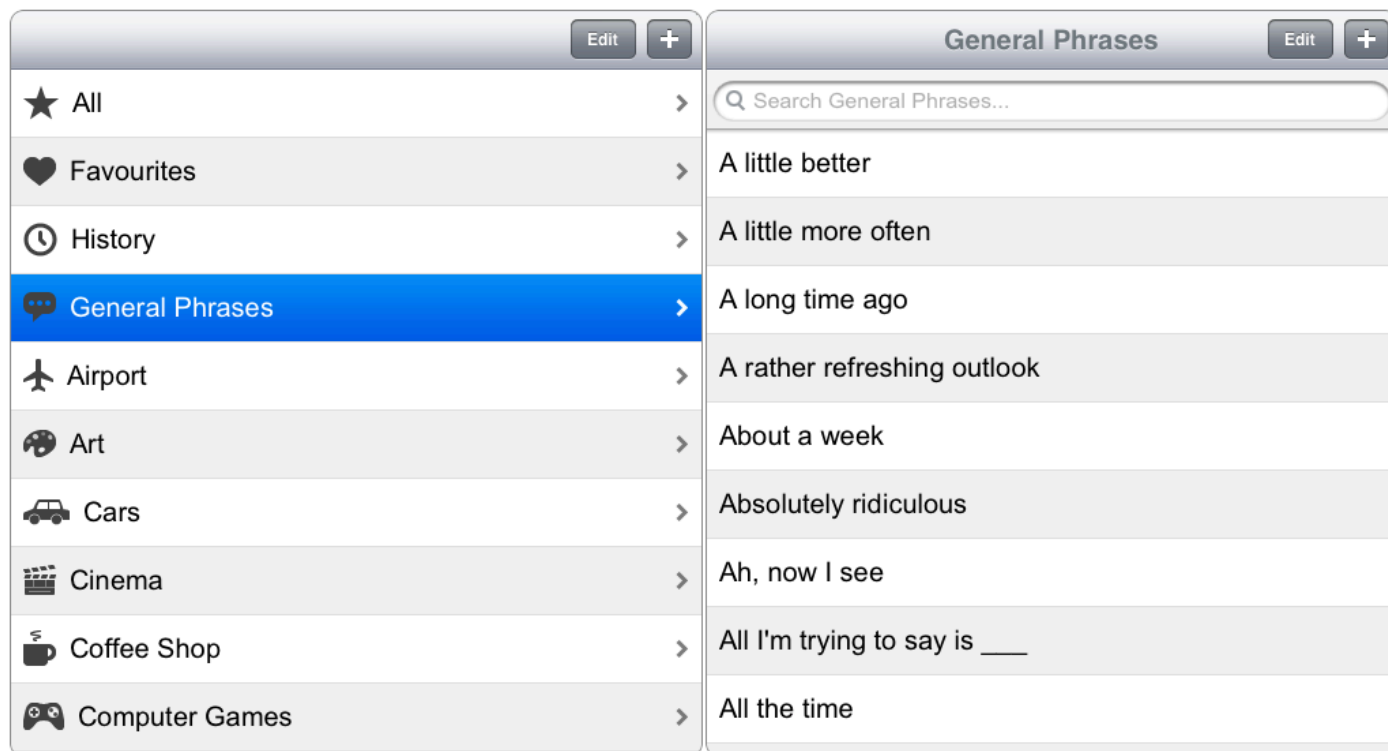 Edit +
All
Favourites
History
General Phrases
Airport
Art
Cars
Cinema
Coffee Shop
Computer Games
General Phrases Edit +
Search General Phrases...
A little better
A little more often
A long time ago
A rather refreshing outlook
About a week
Absolutely ridiculous
Ah, now I see
All I'm trying to say is ___
All the time